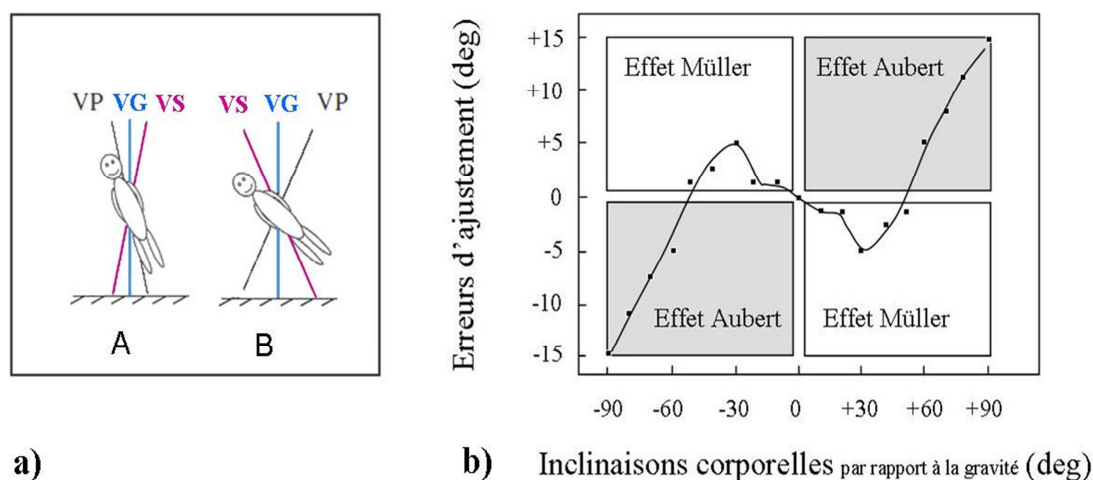 VP VG VS
VS VG VP
A
B
a)
Erreurs d'ajustement (deg)
+15
+10
+5
0
-5
-10
-15
Effet Müller
Effet Aubert
Effet Aubert
Effet Müller
-90 -60 -30 0 +30 +60 +90
b) Inclinaisons corporelles par rapport à la gravité (deg)